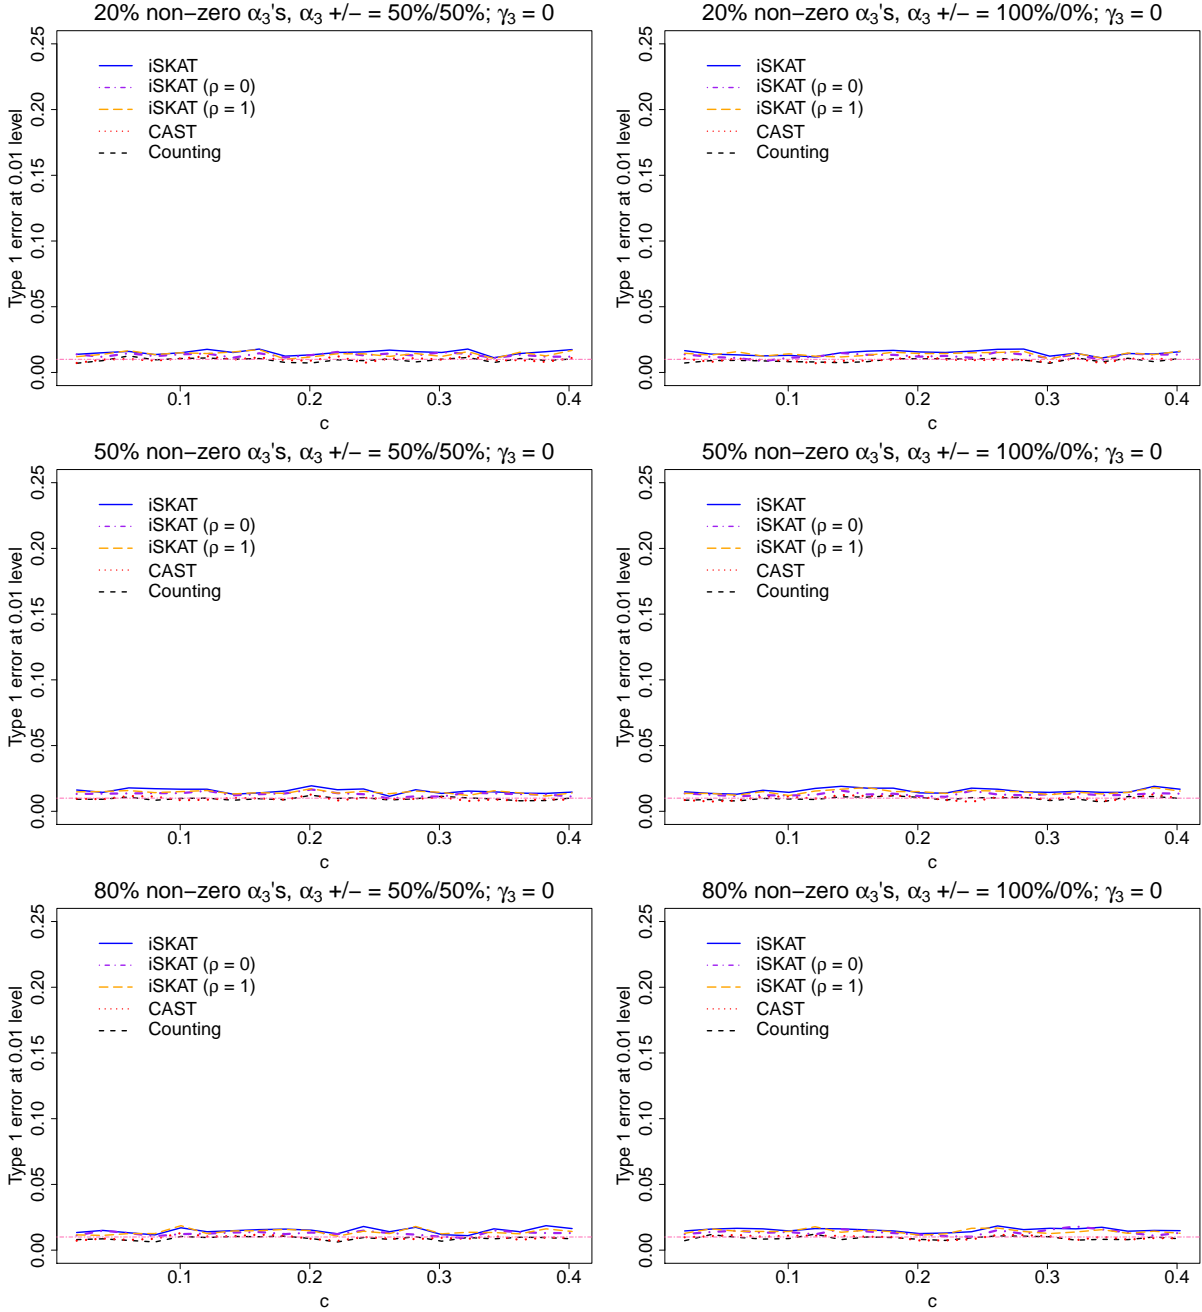 20% non−zero α₃'s, α₃ +/− = 50%/50%; γ₃ = 0
Type 1 error at 0.01 level
0.25
0.20
0.15
0.10
0.05
0.00
iSKAT
iSKAT (ρ = 0)
iSKAT (ρ = 1)
CAST
Counting
0.1 0.2 0.3 0.4
c
20% non−zero α₃'s, α₃ +/− = 100%/0%; γ₃ = 0
Type 1 error at 0.01 level
0.25
0.20
0.15
0.10
0.05
0.00
iSKAT
iSKAT (ρ = 0)
iSKAT (ρ = 1)
CAST
Counting
0.1 0.2 0.3 0.4
c
50% non−zero α₃'s, α₃ +/− = 50%/50%; γ₃ = 0
Type 1 error at 0.01 level
0.25
0.20
0.15
0.10
0.05
0.00
iSKAT
iSKAT (ρ = 0)
iSKAT (ρ = 1)
CAST
Counting
0.1 0.2 0.3 0.4
c
50% non−zero α₃'s, α₃ +/− = 100%/0%; γ₃ = 0
Type 1 error at 0.01 level
0.25
0.20
0.15
0.10
0.05
0.00
iSKAT
iSKAT (ρ = 0)
iSKAT (ρ = 1)
CAST
Counting
0.1 0.2 0.3 0.4
c
80% non−zero α₃'s, α₃ +/− = 50%/50%; γ₃ = 0
Type 1 error at 0.01 level
0.25
0.20
0.15
0.10
0.05
0.00
iSKAT
iSKAT (ρ = 0)
iSKAT (ρ = 1)
CAST
Counting
0.1 0.2 0.3 0.4
c
80% non−zero α₃'s, α₃ +/− = 100%/0%; γ₃ = 0
Type 1 error at 0.01 level
0.25
0.20
0.15
0.10
0.05
0.00
iSKAT
iSKAT (ρ = 0)
iSKAT (ρ = 1)
CAST
Counting
0.1 0.2 0.3 0.4
c